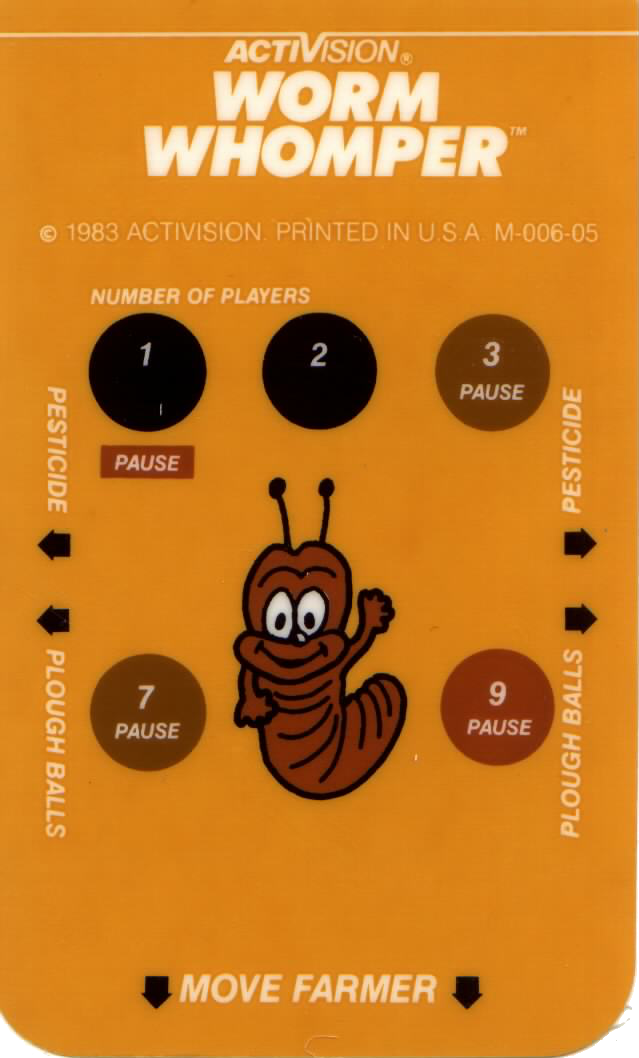 ACTIVISION®
WORM
WHOMPER™
© 1983 ACTIVISION. PRINTED IN U.S.A. M-006-05
NUMBER OF PLAYERS
1
2
3
PAUSE
PAUSE
PESTICIDE
PESTICIDE
7
PAUSE
9
PAUSE
PLOUGH BALLS
PLOUGH BALLS
MOVE FARMER